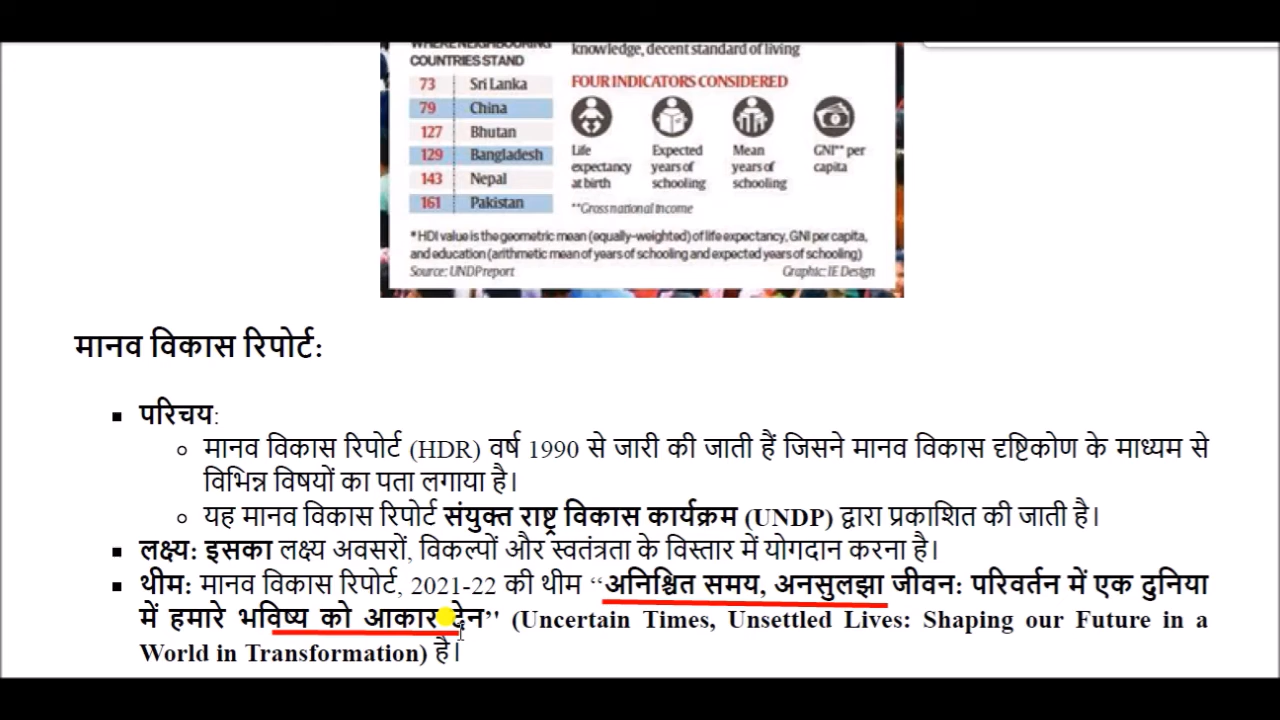 WHERE NEIGHBOURING
COUNTRIES STAND
73 Sri Lanka
79 China
127 Bhutan
129 Bangladesh
143 Nepal
161 Pakistan
knowledge, decent standard of living
FOUR INDICATORS CONSIDERED
Life expectancy at birth
Expected years of schooling
Mean years of schooling
GNI** per capita
**Gross national income
*HDI value is the geometric mean (equally-weighted) of life expectancy, GNI per capita,
and education (arithmetic mean of years of schooling and expected years of schooling)
Source: UNDP report Graphic: IE Design
मानव विकास रिपोर्ट:
▪ परिचय:
○ मानव विकास रिपोर्ट (HDR) वर्ष 1990 से जारी की जाती हैं जिसने मानव विकास दृष्टिकोण के माध्यम से
विभिन्न विषयों का पता लगाया है।
○ यह मानव विकास रिपोर्ट संयुक्त राष्ट्र विकास कार्यक्रम (UNDP) द्वारा प्रकाशित की जाती है।
▪ लक्ष्य: इसका लक्ष्य अवसरों, विकल्पों और स्वतंत्रता के विस्तार में योगदान करना है।
▪ थीम: मानव विकास रिपोर्ट, 2021-22 की थीम “अनिश्चित समय, अनसुलझा जीवन: परिवर्तन में एक दुनिया
में हमारे भविष्य को आकार देन” (Uncertain Times, Unsettled Lives: Shaping our Future in a
World in Transformation) है।